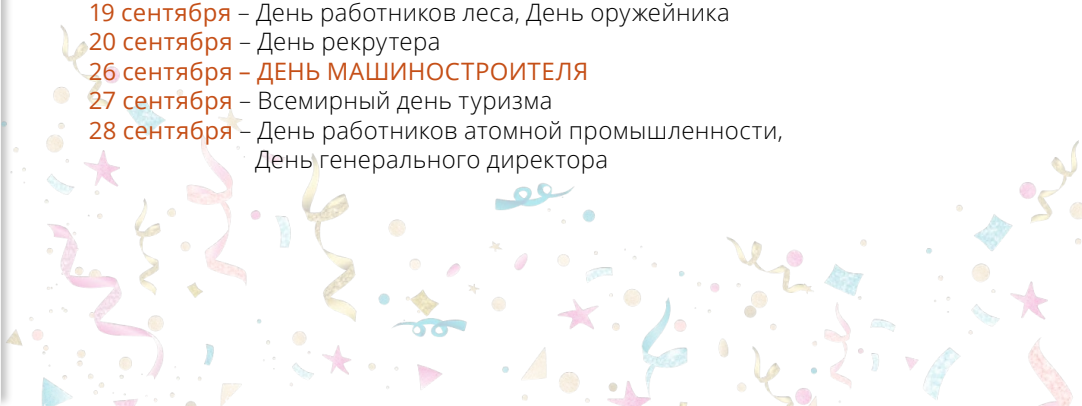 19 сентября – День работников леса, День оружейника
20 сентября – День рекрутера
26 сентября – ДЕНЬ МАШИНОСТРОИТЕЛЯ
27 сентября – Всемирный день туризма
28 сентября – День работников атомной промышленности,
День генерального директора